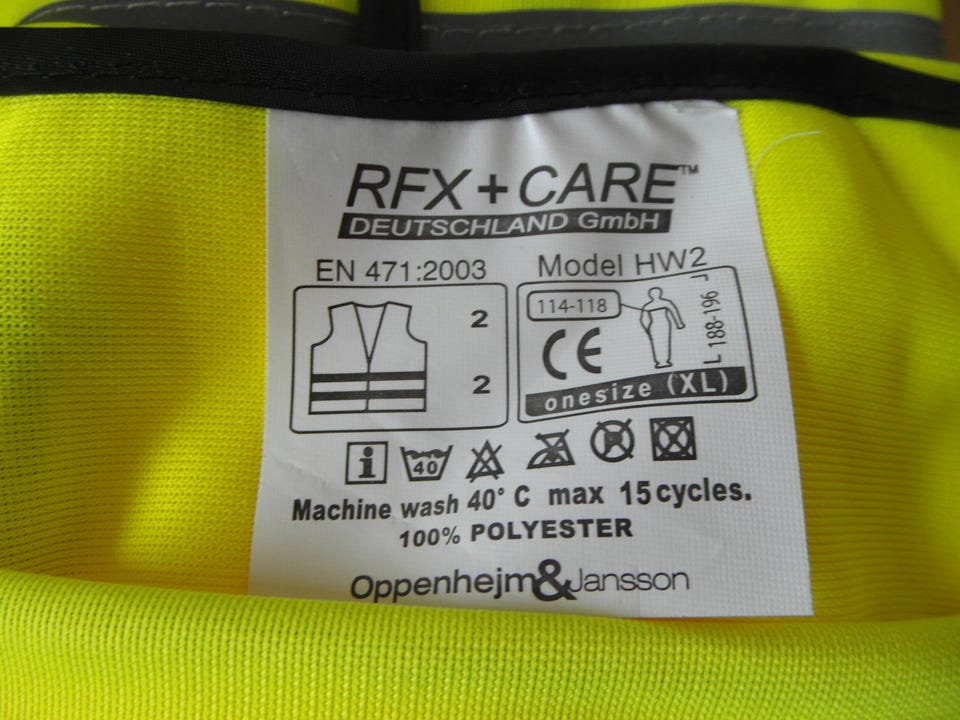 RFX + CARE™
DEUTSCHLAND GmbH
EN 471:2003
Model HW2
2
2
114-118
188-196
CE
onesize (XL)
i
40
P
Machine wash 40° C max 15 cycles.
100% POLYESTER
Oppenhejm&Jansson